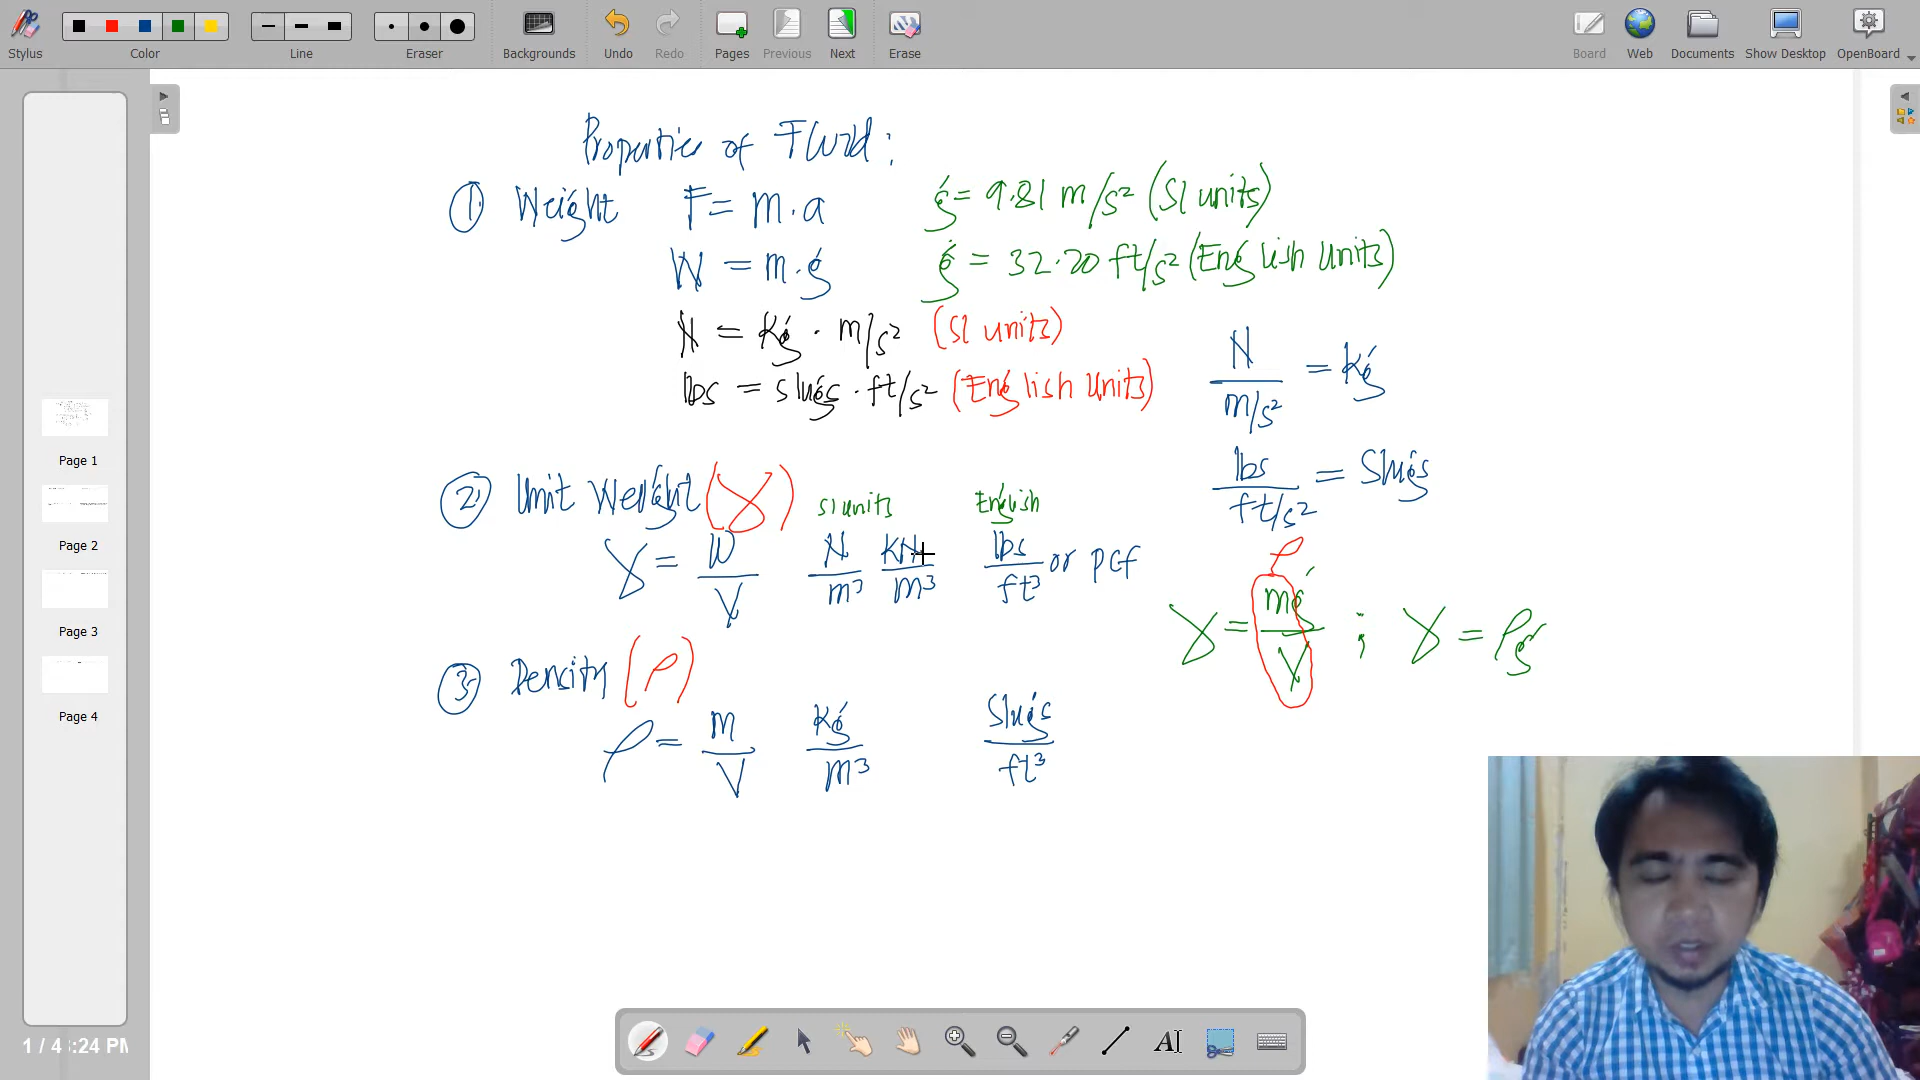 Stylus Color Line Eraser Backgrounds Undo Redo Pages Previous Next Erase Board Web Documents Show Desktop OpenBoard
Properties of Fluid:
① Weight F = m.a g = 9.81 m/s² (SI units)
W = m.g g = 32.20 ft/s² (English Units)
N = Kg · m/s² (SI units)
lbs = slugs · ft/s² (English Units)
N / m/s² = Kg
lbs / ft/s² = Slugs
② Unit Weight (γ) SI units English
γ = W/V N/m³ KN/m³ lbs/ft³ or PCF
ρ
γ = mg/V ; γ = ρg
③ Density (ρ)
ρ = m/V Kg/m³ Slugs/ft³
Page 1
Page 2
Page 3
Page 4
1 / 4 :24 PM